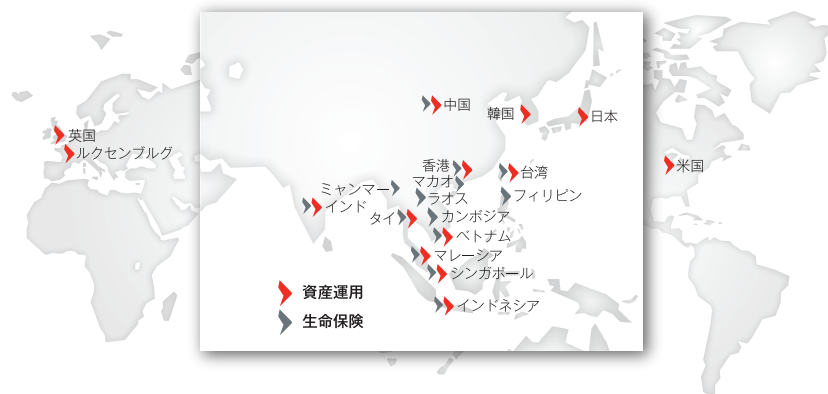 中国
韓国
日本
英国
ルクセンブルグ
香港
マカオ
台湾
米国
ミャンマー
ラオス
フィリピン
インド
タイ
カンボジア
ベトナム
マレーシア
シンガポール
資産運用
インドネシア
生命保険